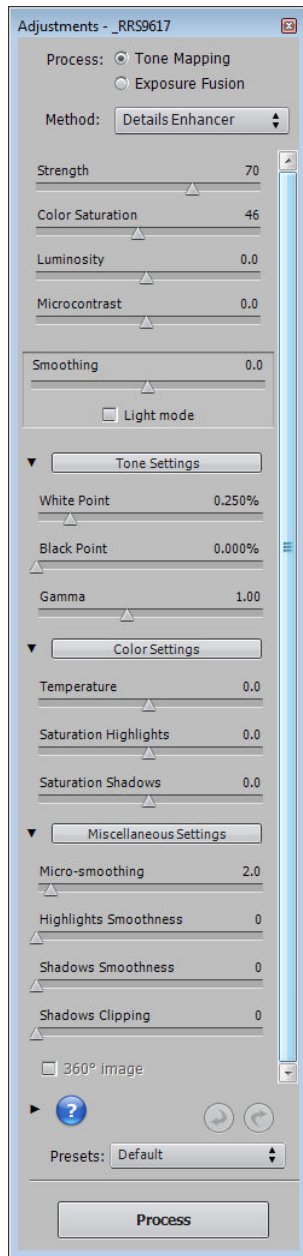 Adjustments - _RRS9617
Process: Tone Mapping
Exposure Fusion
Method: Details Enhancer
Strength 70
Color Saturation 46
Luminosity 0.0
Microcontrast 0.0
Smoothing 0.0
Light mode
Tone Settings
White Point 0.250%
Black Point 0.000%
Gamma 1.00
Color Settings
Temperature 0.0
Saturation Highlights 0.0
Saturation Shadows 0.0
Miscellaneous Settings
Micro-smoothing 2.0
Highlights Smoothness 0
Shadows Smoothness 0
Shadows Clipping 0
360° image
?
Presets: Default
Process